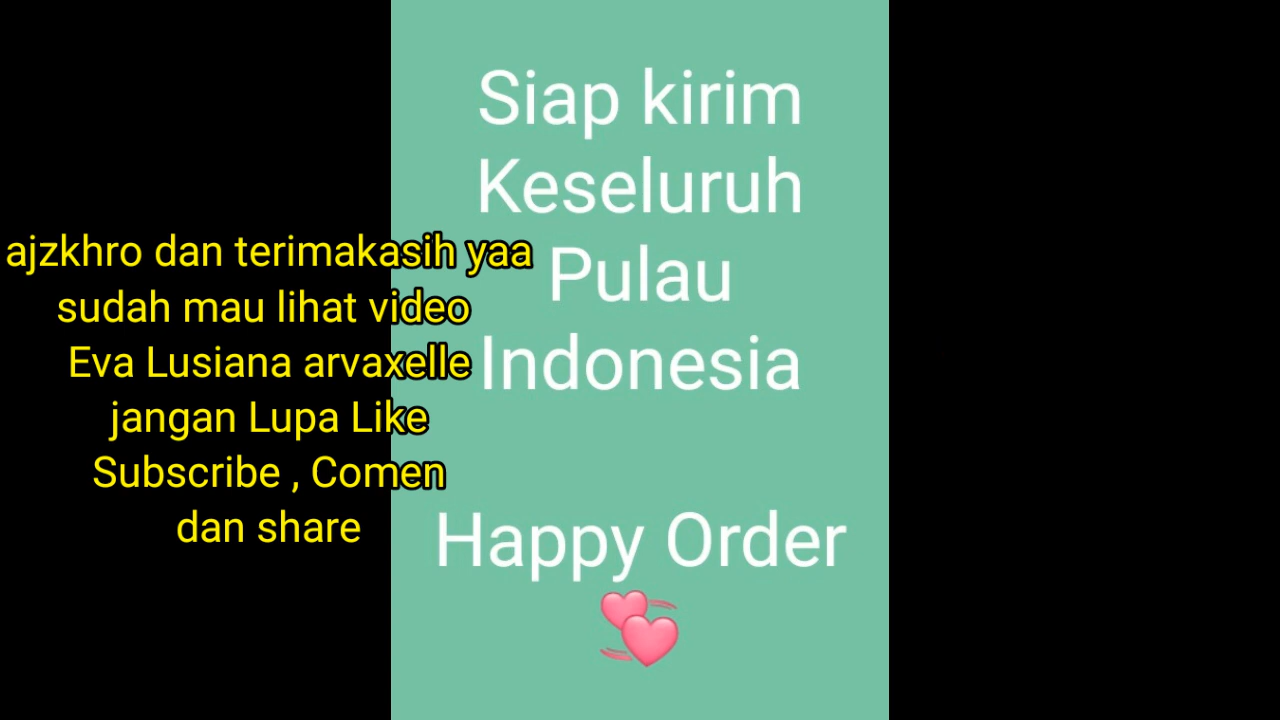 Siap kirim
Keseluruh
Pulau
Indonesia
Happy Order
ajzkhro dan terimakasih yaa
sudah mau lihat video
Eva Lusiana arvaxelle
jangan Lupa Like
Subscribe , Comen
dan share